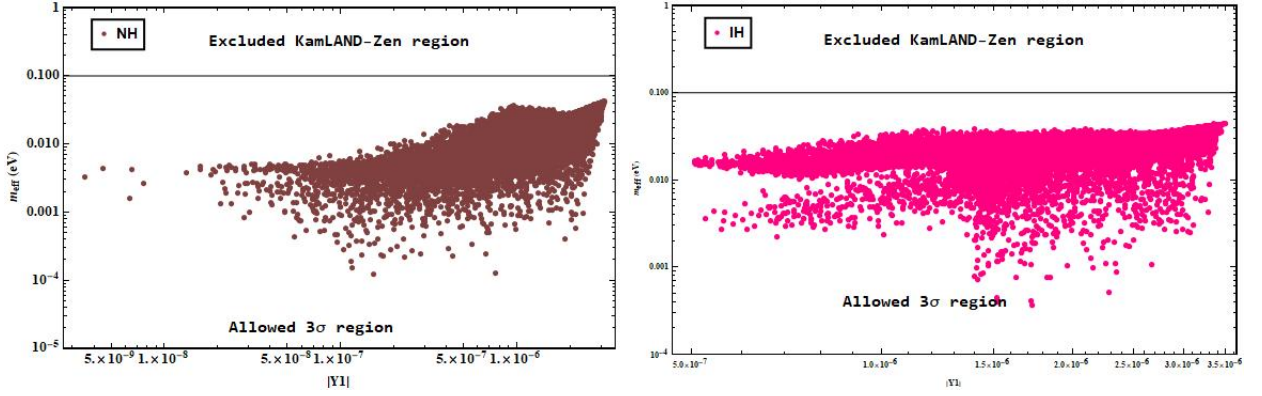 NH
Excluded KamLAND-Zen region
1
0.100
0.010
0.001
10⁻⁴
10⁻⁵
meff (eV)
Allowed 3σ region
5.×10⁻⁹ 1.×10⁻⁸ 5.×10⁻⁸ 1.×10⁻⁷ 5.×10⁻⁷ 1.×10⁻⁶
|Y1|
IH
Excluded KamLAND-Zen region
1
0.100
0.010
0.001
10⁻⁴
meff (eV)
Allowed 3σ region
5.0×10⁻⁷ 1.0×10⁻⁶ 1.5×10⁻⁶ 2.0×10⁻⁶ 2.5×10⁻⁶ 3.0×10⁻⁶ 3.5×10⁻⁶
|Y1|